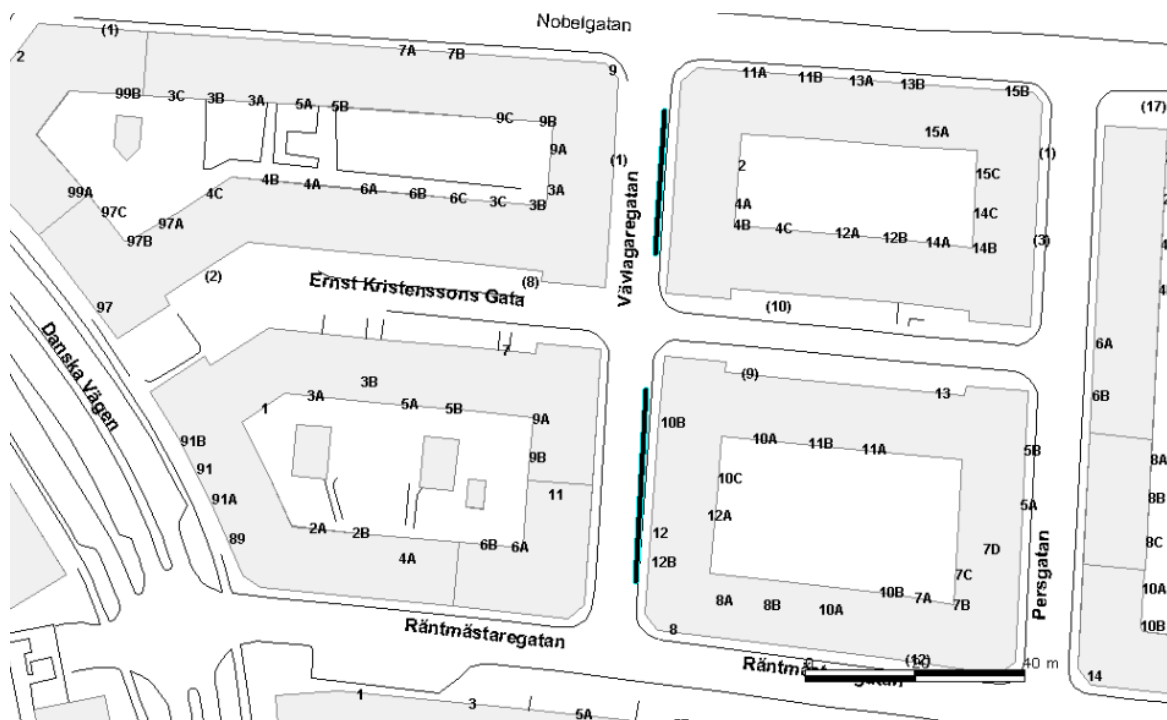 Nobelgatan
2
(1)
7A
7B
9
11A
11B
13A
13B
15B
(17)
99B
3C
3B
3A
5A
5B
9C
9B
9A
(1)
15A
(1)
2
15C
99A
97C
4C
4B
4A
6A
6B
6C
3C
3A
3B
97A
97B
4A
4B
4C
12A
12B
14A
14C
14B
(3)
97
(2)
(8)
Ernst Kristenssons Gata
Vävlagaregatan
(10)
Danska Vägen
7
6A
3B
(9)
13
6B
1
3A
5A
5B
9A
10B
10A
11B
11A
5B
91B
91
91A
89
9B
11
10C
12A
5A
8A
8B
8C
2A
2B
4A
6B
6A
12
12B
7D
7C
10B
7A
7B
Persgatan
10A
10B
8A
8B
10A
8
Räntmästaregatan
(12)
40 m
14
1
3
5A